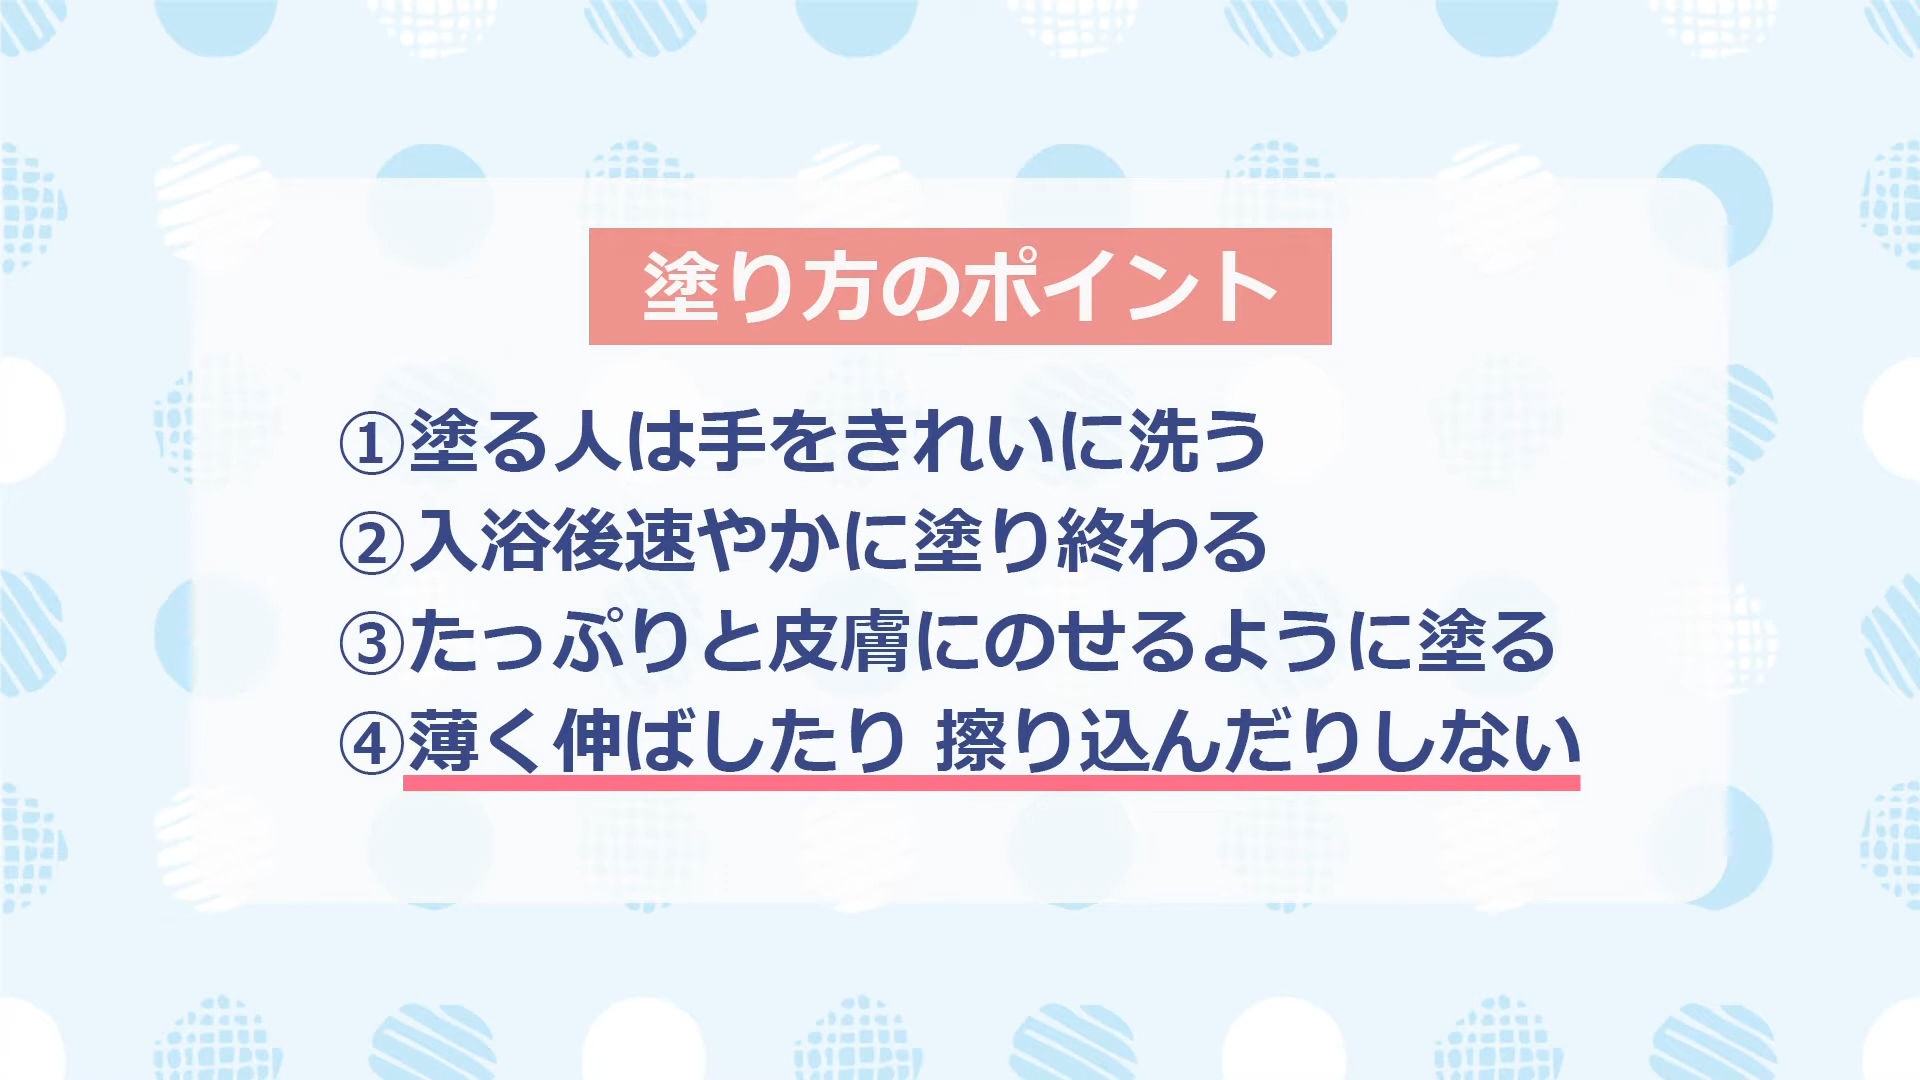 塗り方のポイント
①塗る人は手をきれいに洗う
②入浴後速やかに塗り終わる
③たっぷりと皮膚にのせるように塗る
④薄く伸ばしたり 擦り込んだりしない